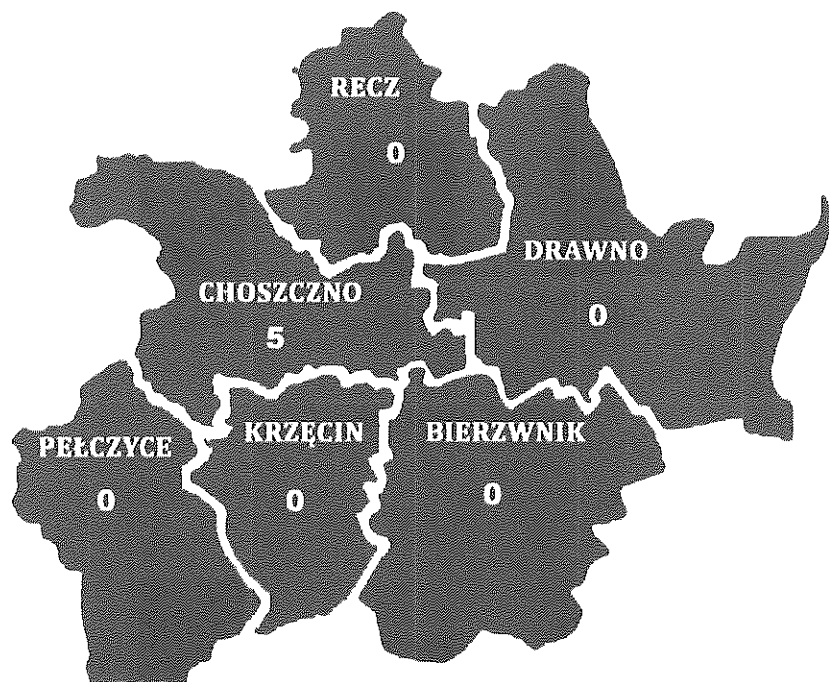 RECZ
0
DRAWNO
0
CHOSZCZNO
5
PEŁCZYCE
0
KRZĘCIN
0
BIERZWNIK
0